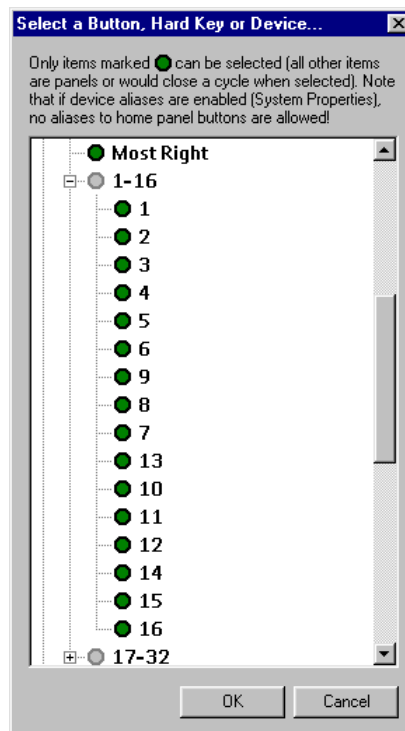 Select a Button, Hard Key or Device...
Only items marked can be selected (all other items
are panels or would close a cycle when selected). Note
that if device aliases are enabled (System Properties),
no aliases to home panel buttons are allowed!
Most Right
1-16
1
2
3
4
5
6
9
8
7
13
10
11
12
14
15
16
17-32
OK
Cancel